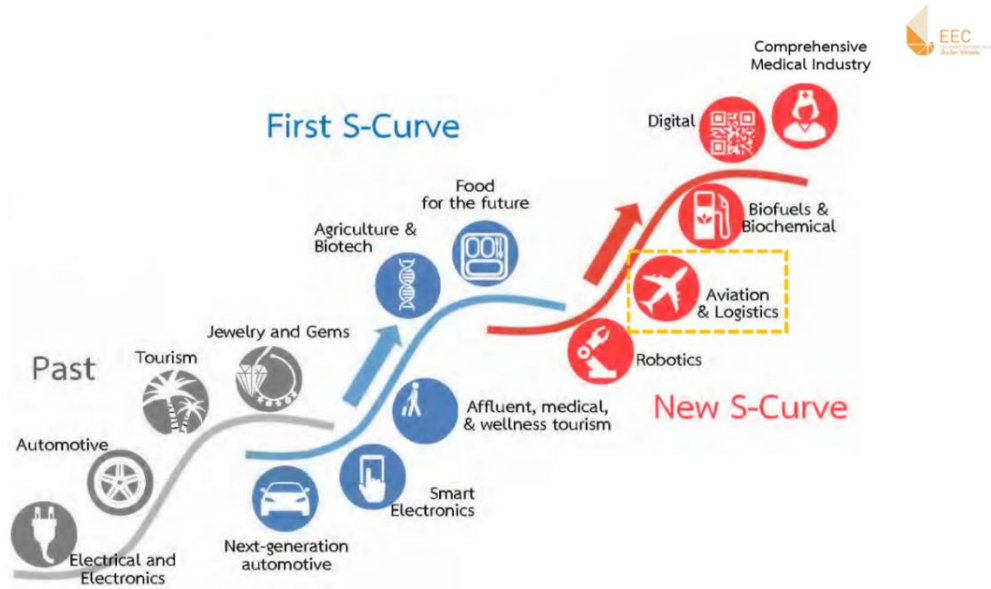 EEC
Comprehensive
Medical Industry
Digital
First S-Curve
Food
for the future
Agriculture &
Biotech
Biofuels &
Biochemical
Aviation
& Logistics
Jewelry and Gems
Tourism
Past
Robotics
New S-Curve
Affluent, medical,
& wellness tourism
Automotive
Smart
Electronics
Next-generation
automotive
Electrical and
Electronics